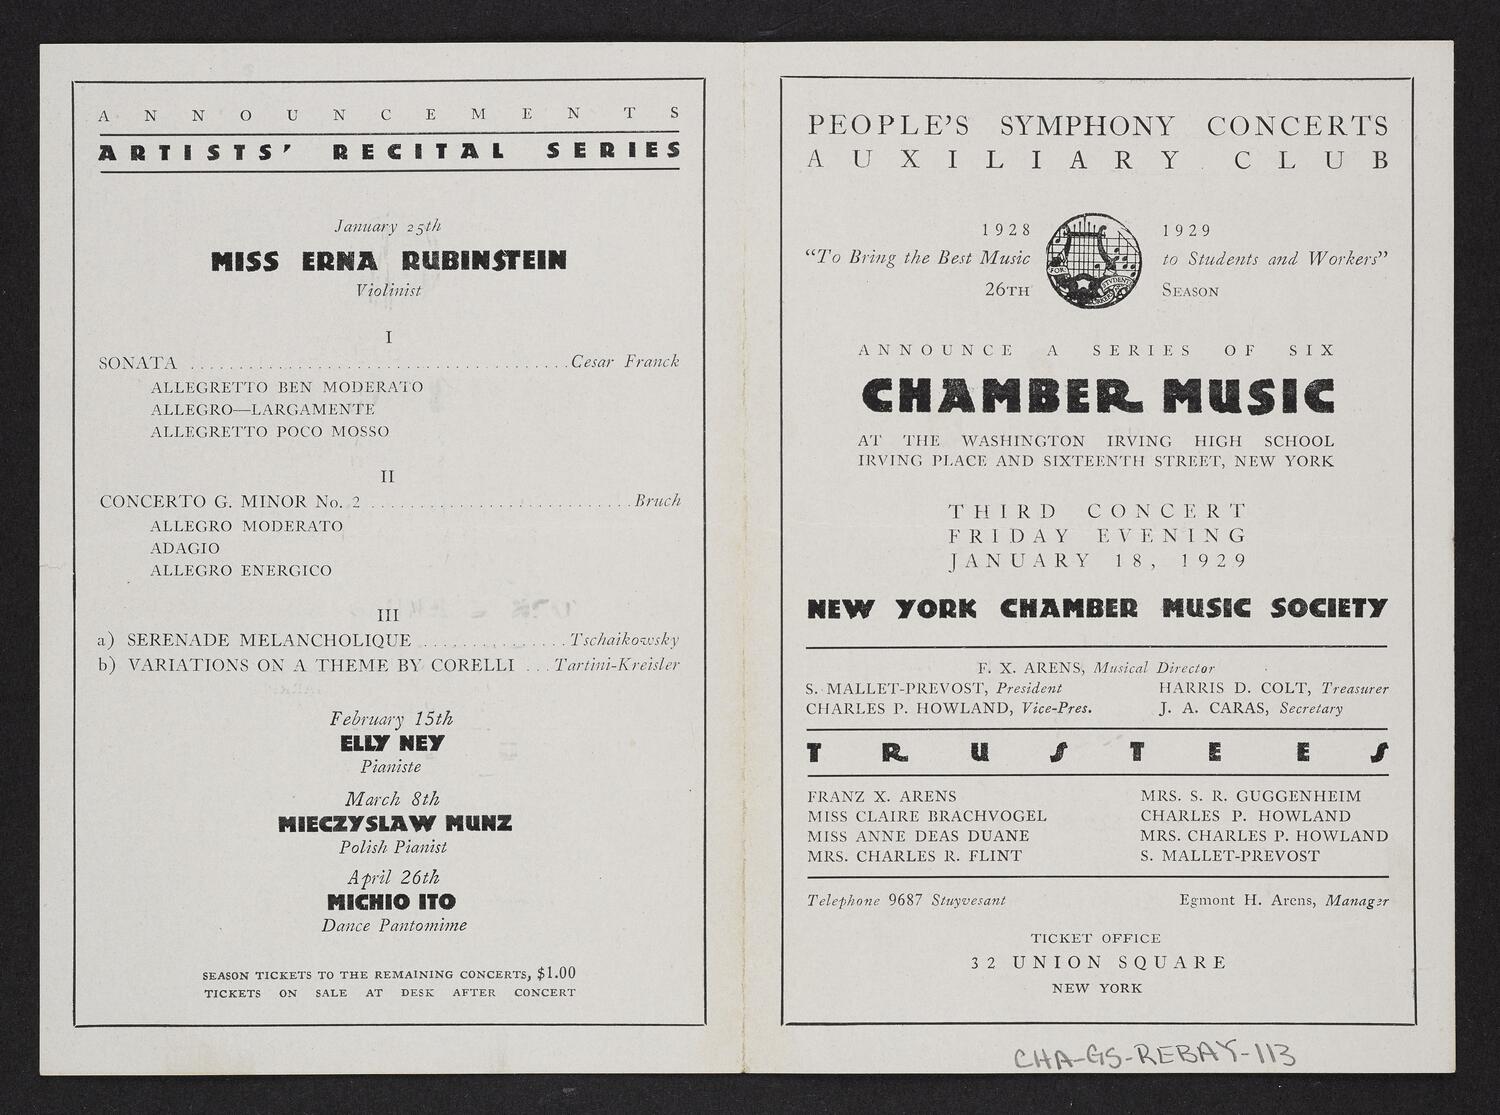 ANNOUNCEMENTS
ARTISTS' RECITAL SERIES
January 25th
MISS ERNA RUBINSTEIN
Violinist
I
SONATA ...................................... Cesar Franck
ALLEGRETTO BEN MODERATO
ALLEGRO—LARGAMENTE
ALLEGRETTO POCO MOSSO
II
CONCERTO G. MINOR No. 2 ........................... Bruch
ALLEGRO MODERATO
ADAGIO
ALLEGRO ENERGICO
III
a) SERENADE MELANCHOLIQUE ............... Tschaikowsky
b) VARIATIONS ON A THEME BY CORELLI ... Tartini-Kreisler
February 15th
ELLY NEY
Pianiste
March 8th
MIECZYSLAW MUNZ
Polish Pianist
April 26th
MICHIO ITO
Dance Pantomime
SEASON TICKETS TO THE REMAINING CONCERTS, $1.00
TICKETS ON SALE AT DESK AFTER CONCERT
PEOPLE'S SYMPHONY CONCERTS
AUXILIARY CLUB
1928 1929
"To Bring the Best Music to Students and Workers"
26TH SEASON
FOR STUDENTS
ANNOUNCE A SERIES OF SIX
CHAMBER MUSIC
AT THE WASHINGTON IRVING HIGH SCHOOL
IRVING PLACE AND SIXTEENTH STREET, NEW YORK
THIRD CONCERT
FRIDAY EVENING
JANUARY 18, 1929
NEW YORK CHAMBER MUSIC SOCIETY
F. X. ARENS, Musical Director
S. MALLET-PREVOST, President HARRIS D. COLT, Treasurer
CHARLES P. HOWLAND, Vice-Pres. J. A. CARAS, Secretary
TRUSTEES
FRANZ X. ARENS MRS. S. R. GUGGENHEIM
MISS CLAIRE BRACHVOGEL CHARLES P. HOWLAND
MISS ANNE DEAS DUANE MRS. CHARLES P. HOWLAND
MRS. CHARLES R. FLINT S. MALLET-PREVOST
Telephone 9687 Stuyvesant Egmont H. Arens, Manager
TICKET OFFICE
32 UNION SQUARE
NEW YORK
CHA-GS-REBAY-113